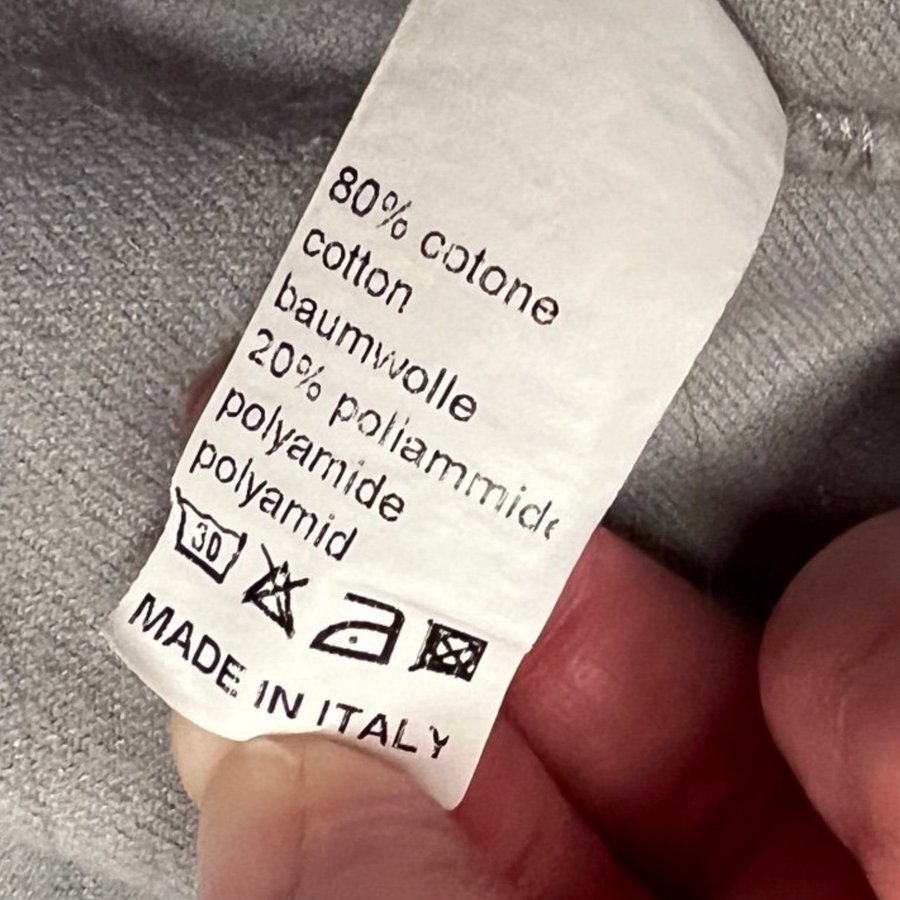 80% cotone
cotton
baumwolle
20% poliammide
polyamide
polyamid
30
MADE IN ITALY